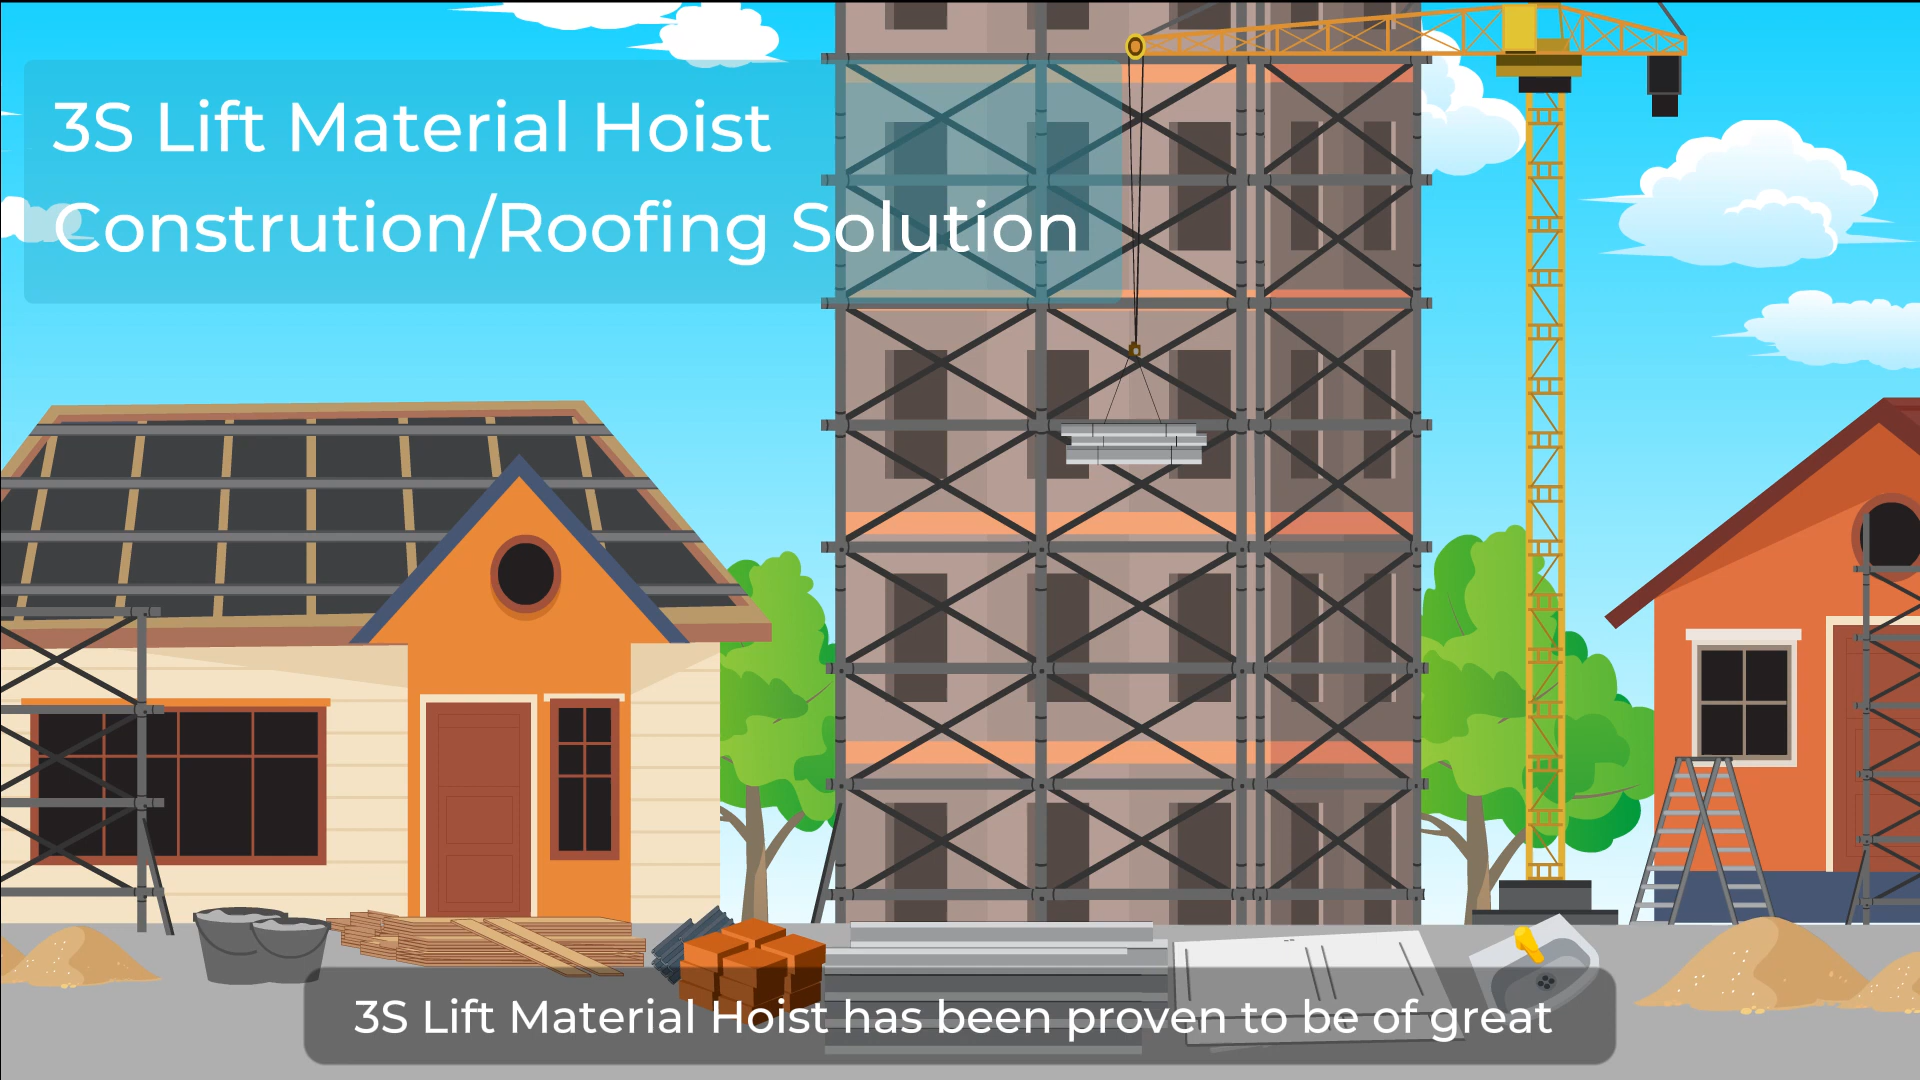 3S Lift Material Hoist
Constrution/Roofing Solution
3S Lift Material Hoist has been proven to be of great